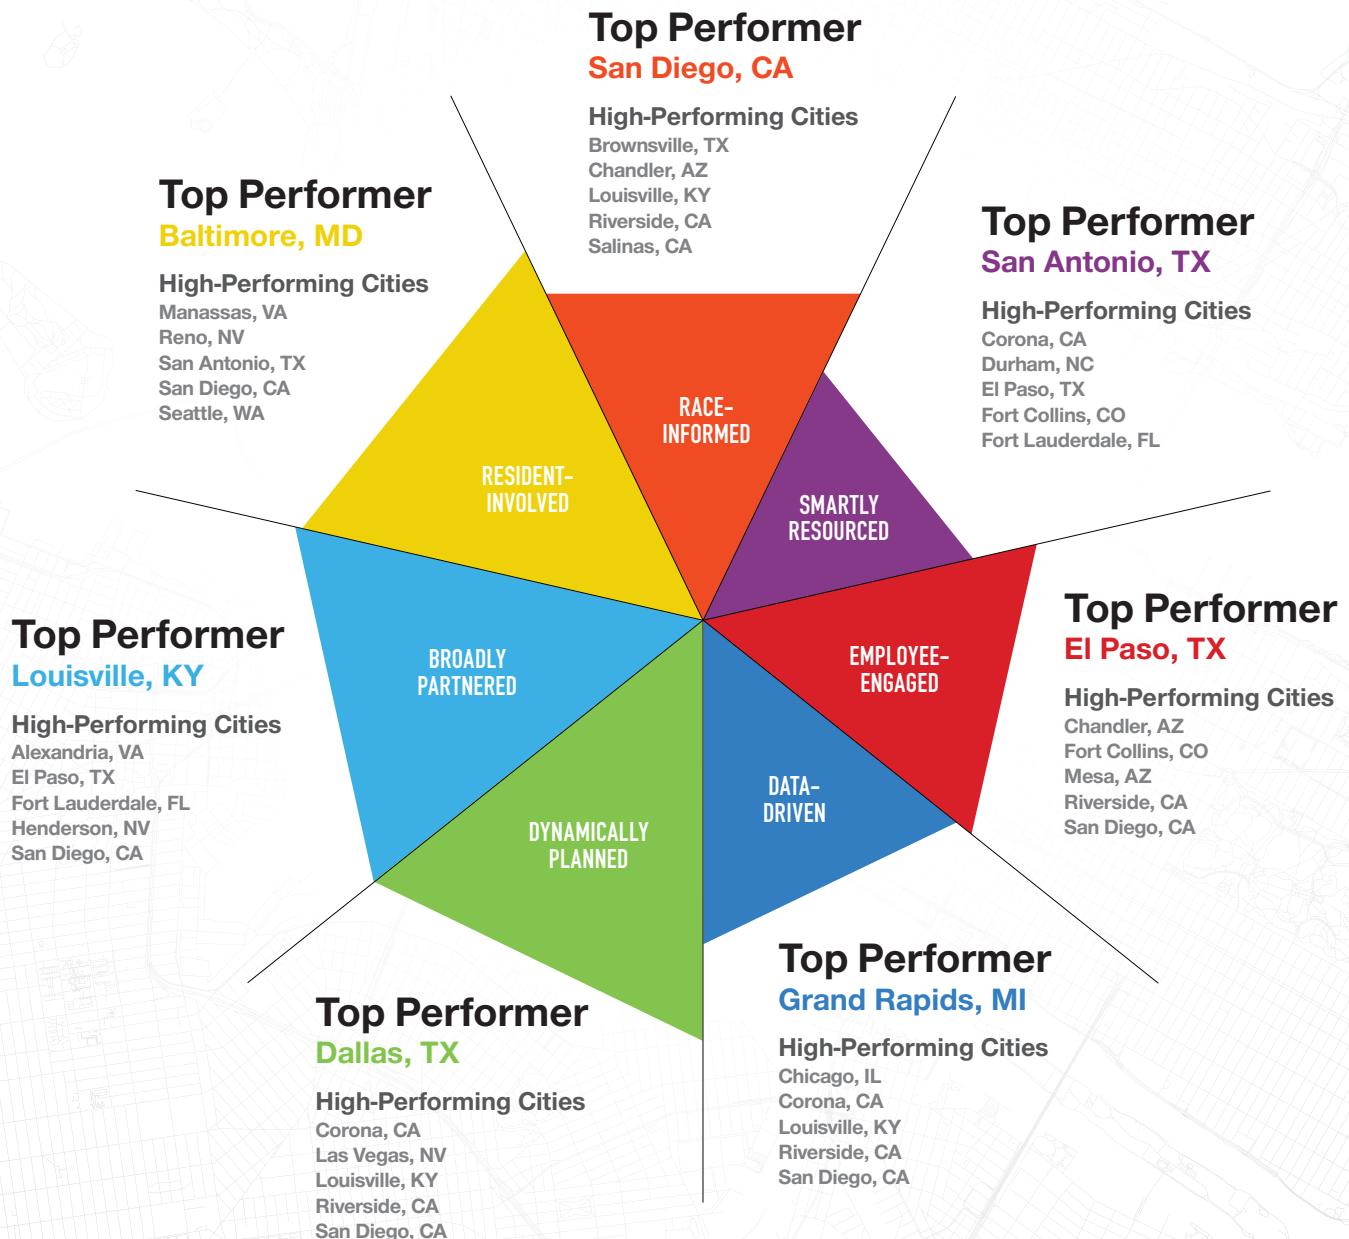 Top Performer
San Diego, CA
High-Performing Cities
Brownsville, TX
Chandler, AZ
Louisville, KY
Riverside, CA
Salinas, CA
Top Performer
Baltimore, MD
High-Performing Cities
Manassas, VA
Reno, NV
San Antonio, TX
San Diego, CA
Seattle, WA
Top Performer
San Antonio, TX
High-Performing Cities
Corona, CA
Durham, NC
El Paso, TX
Fort Collins, CO
Fort Lauderdale, FL
RACE-
INFORMED
RESIDENT-
INVOLVED
SMARTLY
RESOURCED
BROADLY
PARTNERED
EMPLOYEE-
ENGAGED
DATA-
DRIVEN
DYNAMICALLY
PLANNED
Top Performer
Louisville, KY
High-Performing Cities
Alexandria, VA
El Paso, TX
Fort Lauderdale, FL
Henderson, NV
San Diego, CA
Top Performer
El Paso, TX
High-Performing Cities
Chandler, AZ
Fort Collins, CO
Mesa, AZ
Riverside, CA
San Diego, CA
Top Performer
Dallas, TX
High-Performing Cities
Corona, CA
Las Vegas, NV
Louisville, KY
Riverside, CA
San Diego, CA
Top Performer
Grand Rapids, MI
High-Performing Cities
Chicago, IL
Corona, CA
Louisville, KY
Riverside, CA
San Diego, CA